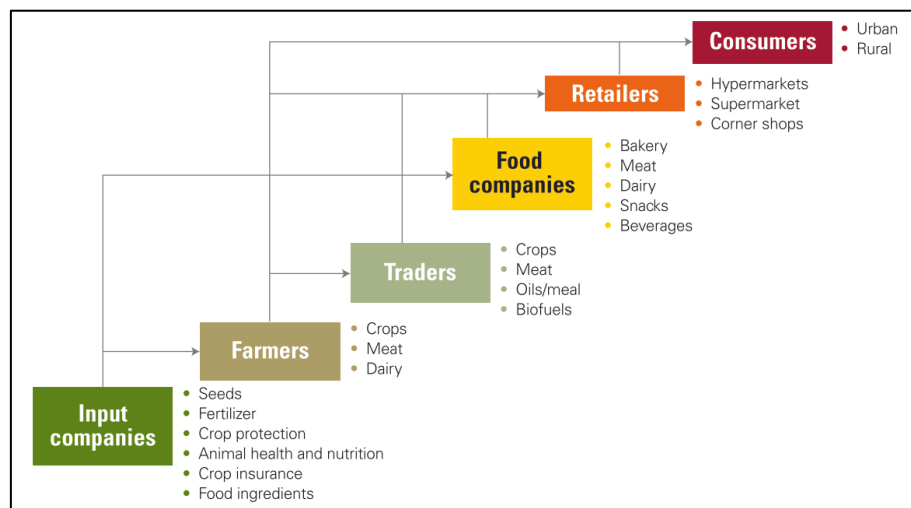 Consumers
• Urban
• Rural
Retailers
• Hypermarkets
• Supermarket
• Corner shops
Food
companies
• Bakery
• Meat
• Dairy
• Snacks
• Beverages
Traders
• Crops
• Meat
• Oils/meal
• Biofuels
Farmers
• Crops
• Meat
• Dairy
Input
companies
• Seeds
• Fertilizer
• Crop protection
• Animal health and nutrition
• Crop insurance
• Food ingredients